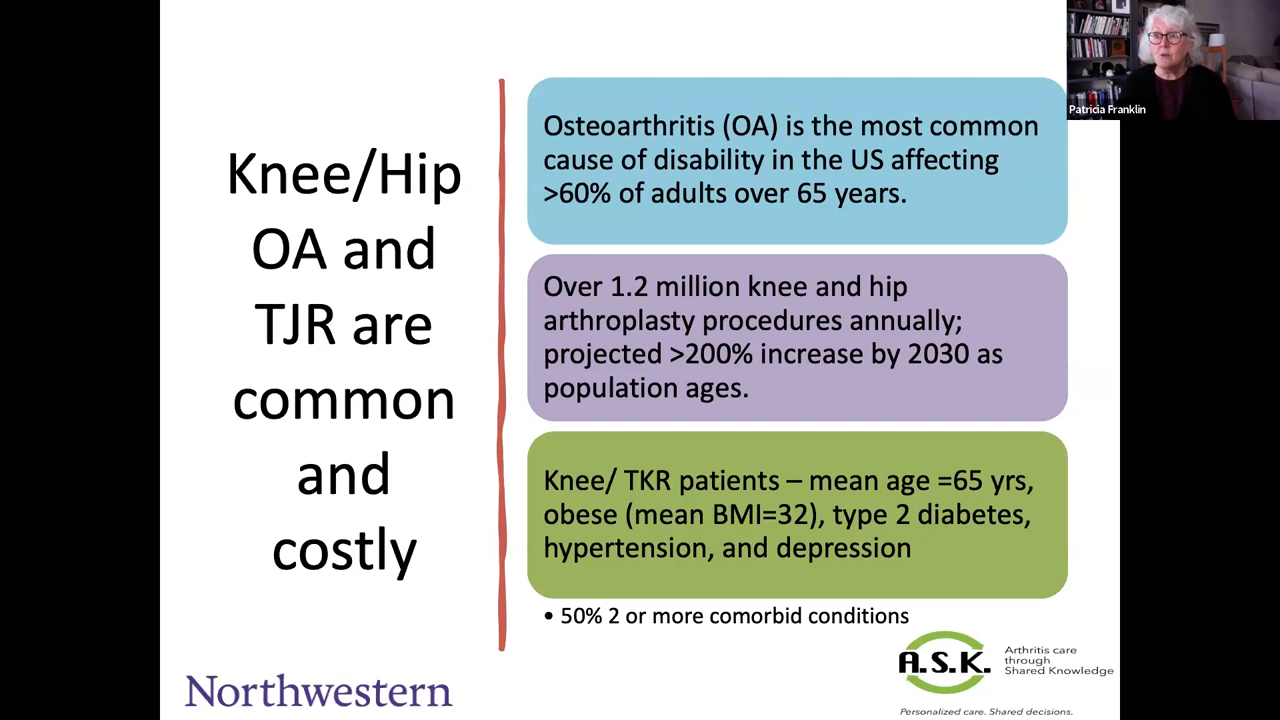 Knee/Hip
OA and
TJR are
common
and
costly
Osteoarthritis (OA) is the most common
cause of disability in the US affecting
>60% of adults over 65 years.
Over 1.2 million knee and hip
arthroplasty procedures annually;
projected >200% increase by 2030 as
population ages.
Knee/ TKR patients – mean age =65 yrs,
obese (mean BMI=32), type 2 diabetes,
hypertension, and depression
• 50% 2 or more comorbid conditions
Patricia Franklin
Northwestern
A.S.K.
Arthritis care
through
Shared Knowledge
Personalized care. Shared decisions.